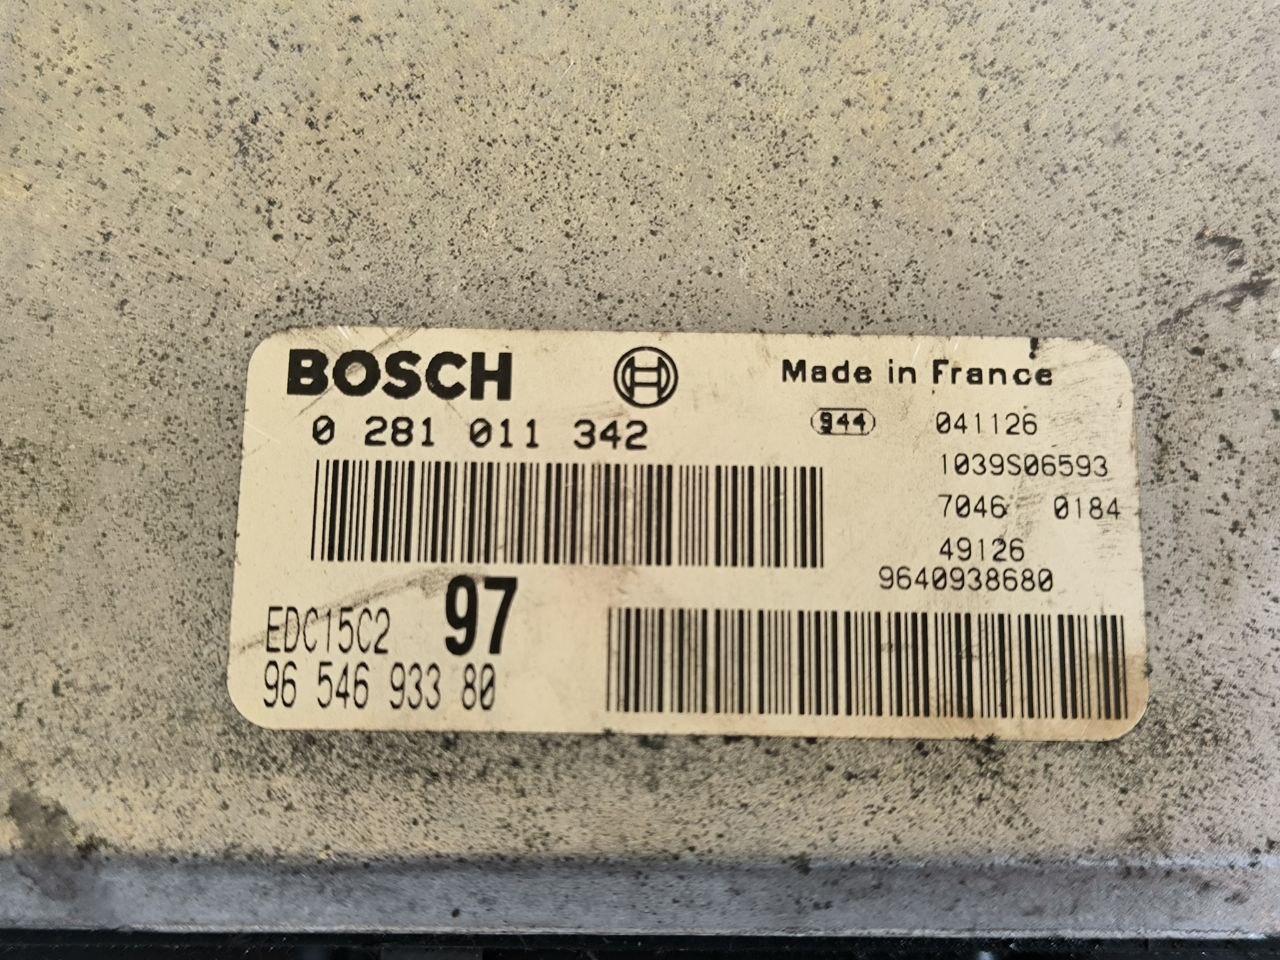 BOSCH
Made in France
0 281 011 342
944
041126
1039S06593
7046 0184
49126
9640938680
EDC15C2 97
96 546 933 80